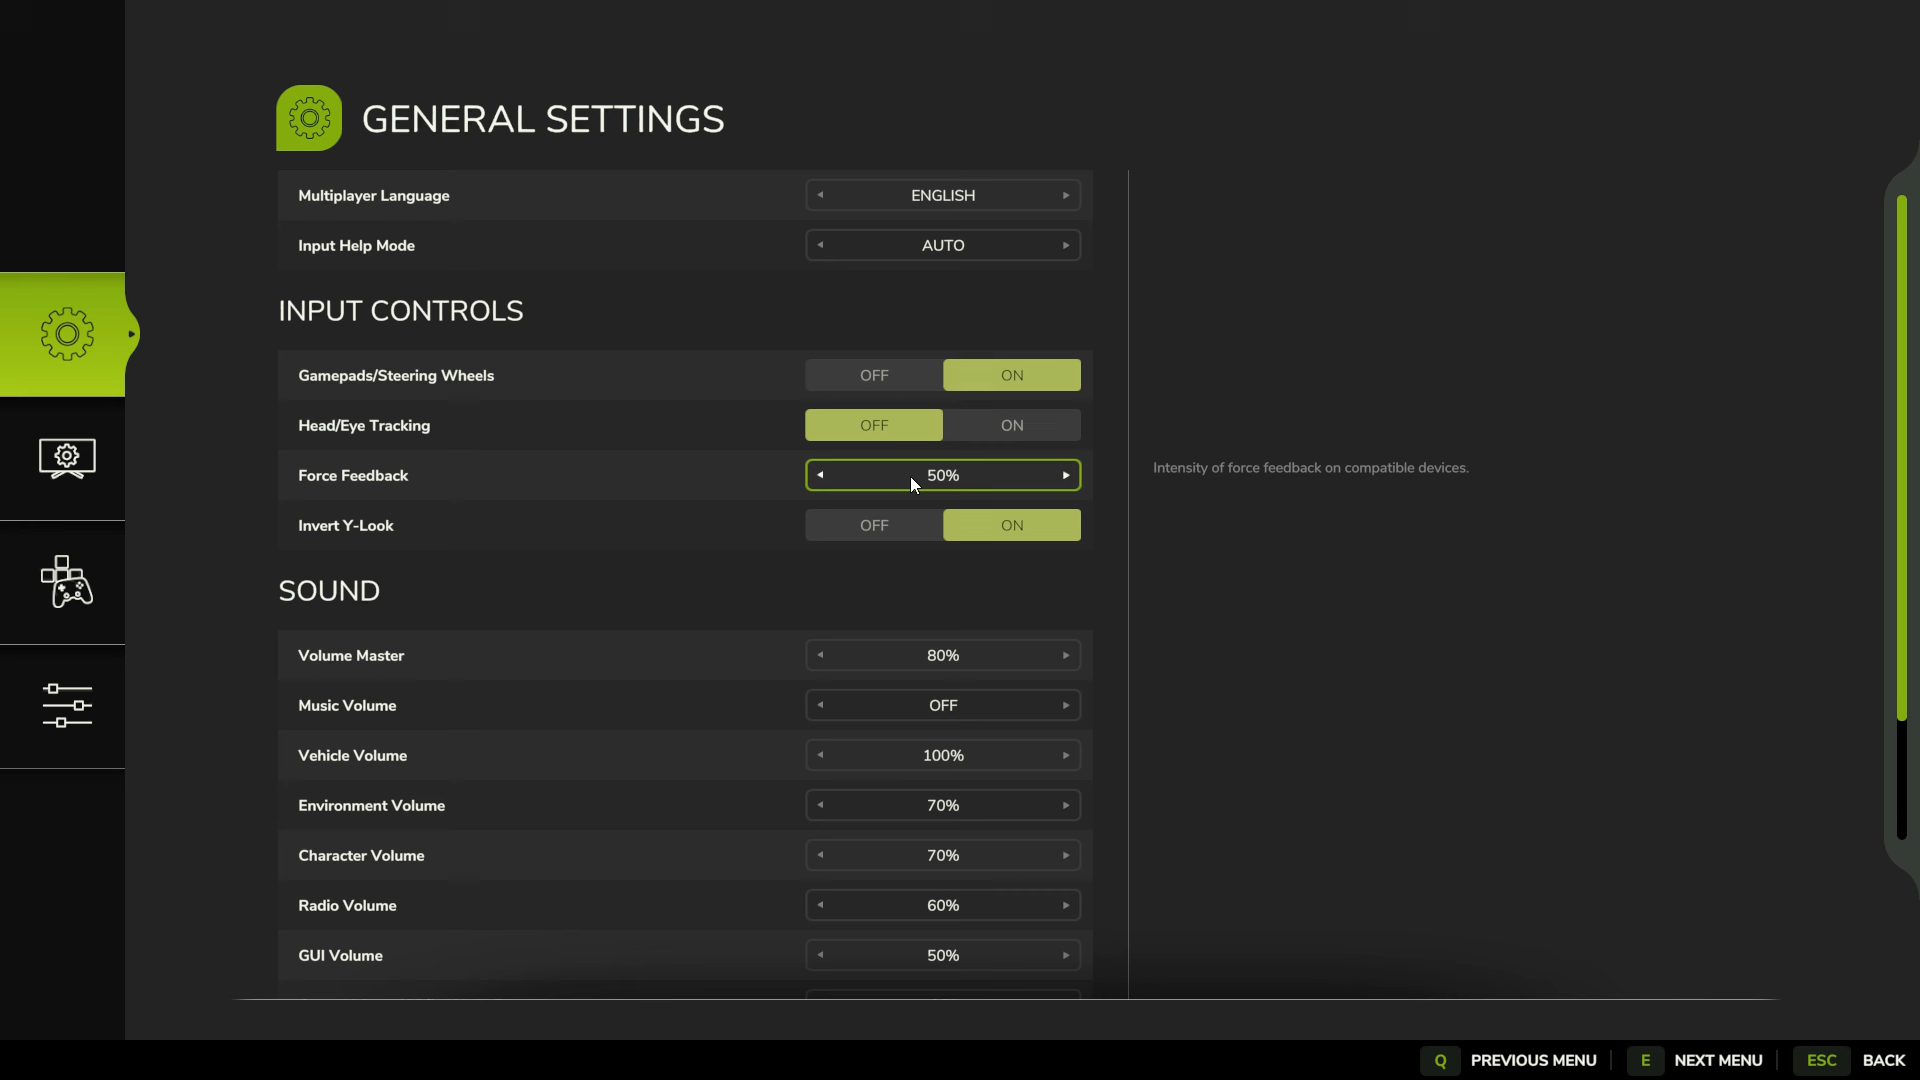 GENERAL SETTINGS
Multiplayer Language ENGLISH
Input Help Mode AUTO
INPUT CONTROLS
Gamepads/Steering Wheels OFF ON
Head/Eye Tracking OFF ON
Force Feedback 50%
Intensity of force feedback on compatible devices.
Invert Y-Look OFF ON
SOUND
Volume Master 80%
Music Volume OFF
Vehicle Volume 100%
Environment Volume 70%
Character Volume 70%
Radio Volume 60%
GUI Volume 50%
Q PREVIOUS MENU E NEXT MENU ESC BACK